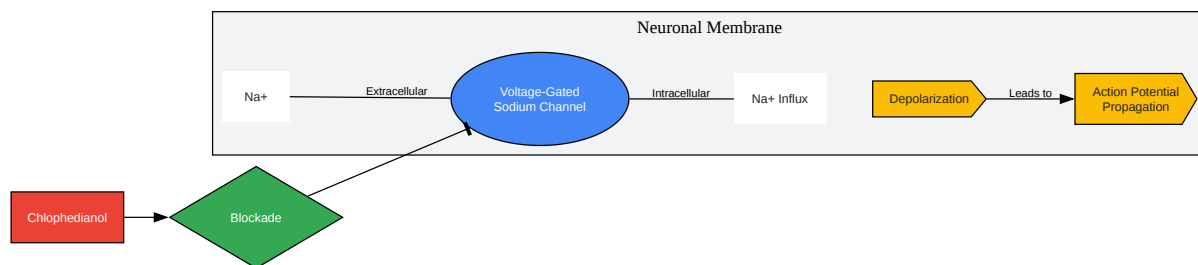 Neuronal Membrane
Na+
Extracellular
Voltage-Gated
Sodium Channel
Intracellular
Na+ Influx
Depolarization
Leads to
Action Potential
Propagation
Chlophedianol
Blockade